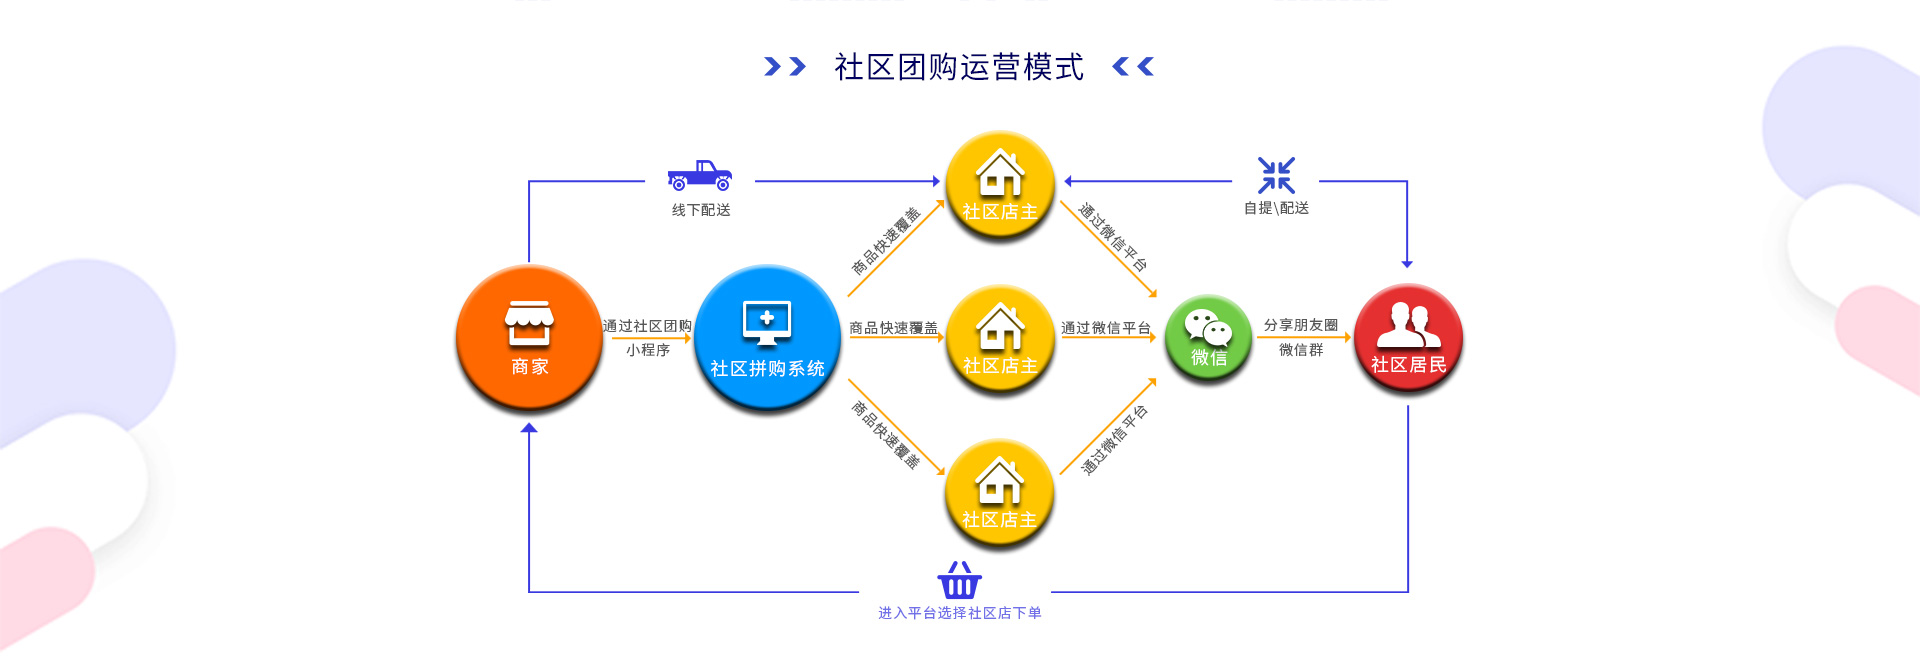 社区团购运营模式
线下配送
自提\配送
社区店主
商品快速覆盖
通过微信平台
商家
通过社区团购
小程序
社区拼购系统
商品快速覆盖
社区店主
通过微信平台
微信
分享朋友圈
微信群
社区居民
商品快速覆盖
通过微信平台
社区店主
进入平台选择社区店下单